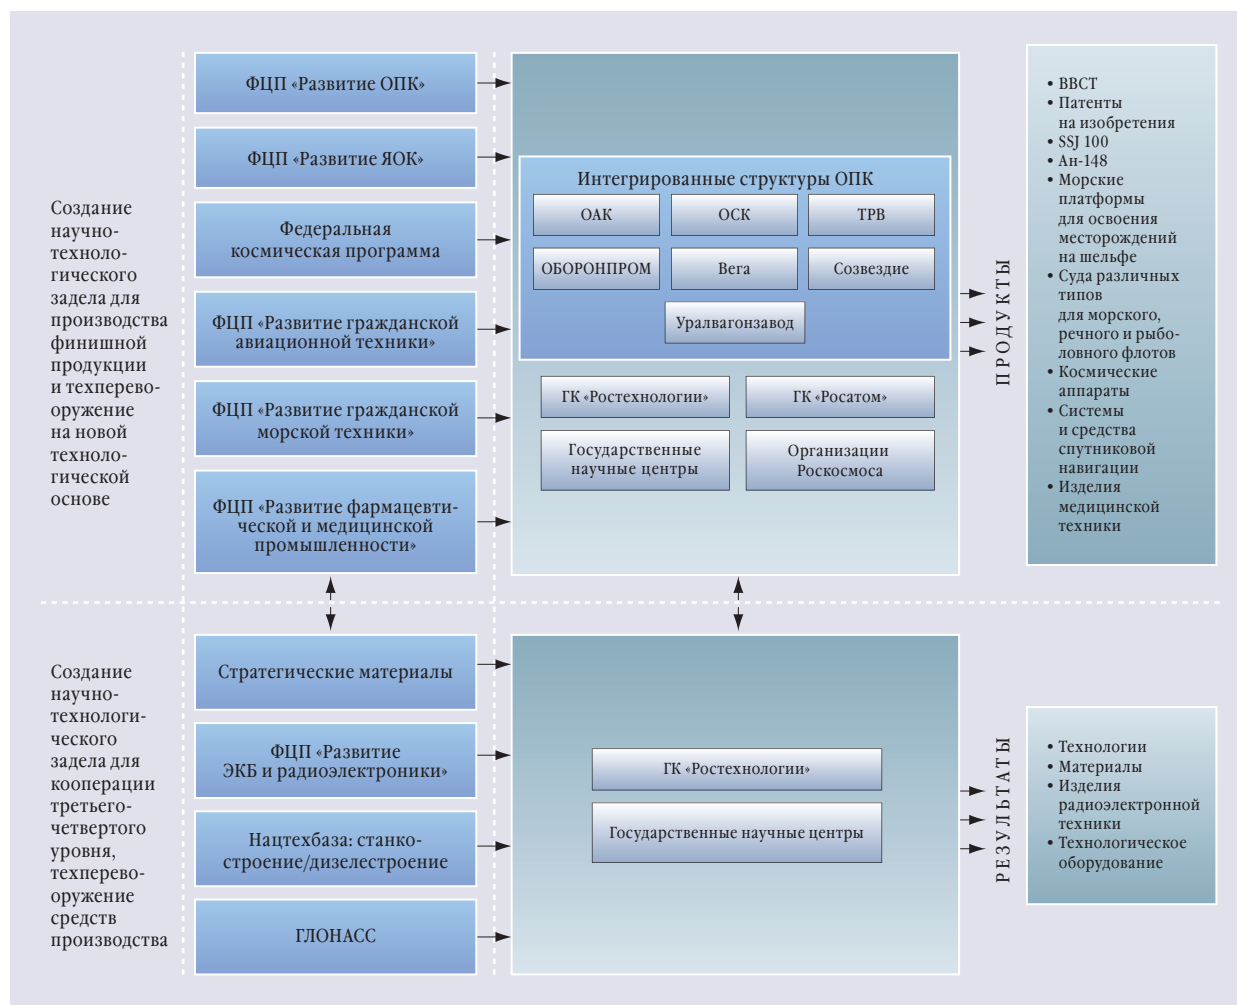 Создание
научно-
техноло-
гического
задела для
производства
финишной
продукции
и техперево-
оружение
на новой
техноло-
гической
основе
ФЦП «Развитие ОПК»
ФЦП «Развитие ЯОК»
Федеральная
космическая программа
ФЦП «Развитие гражданской
авиационной техники»
ФЦП «Развитие гражданской
морской техники»
ФЦП «Развитие фармацевти-
ческой и медицинской
промышленности»
Интегрированные структуры ОПК
ОАК
ОСК
ТРВ
ОБОРОНПРОМ
Вега
Созвездие
Уралвагонзавод
ГК «Ростехнологии»
ГК «Росатом»
Государственные
научные центры
Организации
Роскосмоса
ПРОДУКТЫ
• ВВСТ
• Патенты
на изобретения
• SSJ 100
• Ан-148
• Морские
платформы
для освоения
месторождений
на шельфе
• Суда различных
типов
для морского,
речного и рыбо-
ловного флотов
• Космические
аппараты
• Системы
и средства
спутниковой
навигации
• Изделия
медицинской
техники
Создание
научно-
технологи-
ческого
задела для
кооперации
третьего-
четвертого
уровня,
техперево-
оружение
средств
производства
Стратегические материалы
ФЦП «Развитие
ЭКБ и радиоэлектроники»
Нацтехбаза: станко-
строение/дизелестроение
ГЛОНАСС
ГК «Ростехнологии»
Государственные научные центры
РЕЗУЛЬТАТЫ
• Технологии
• Материалы
• Изделия
радиоэлектронной
техники
• Технологическое
оборудование